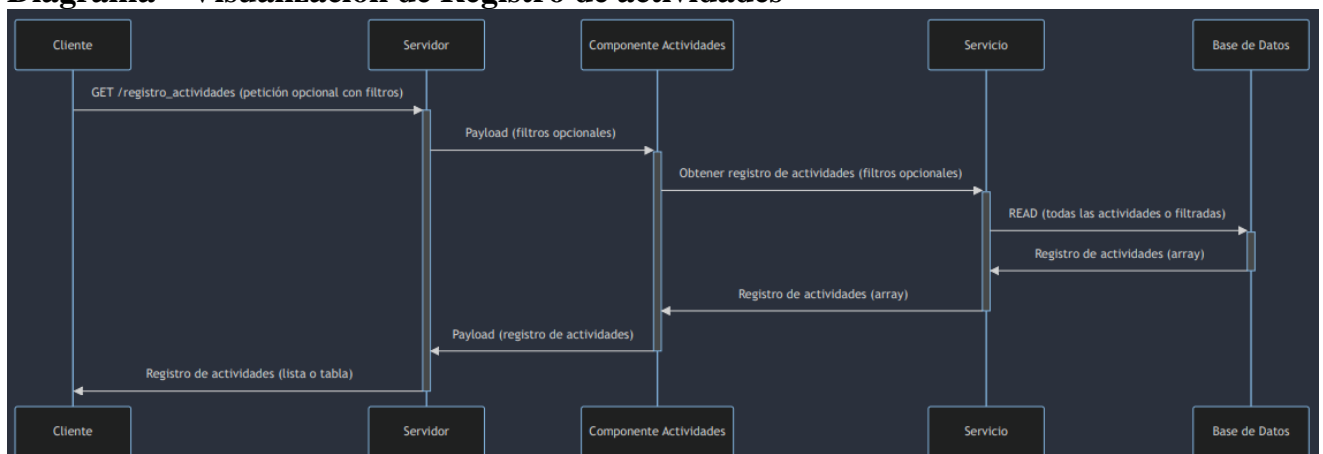 Diagrama – Visualización de Registro de actividades
Cliente
Servidor
Componente Actividades
Servicio
Base de Datos
GET /registro_actividades (petición opcional con filtros)
Payload (filtros opcionales)
Obtener registro de actividades (filtros opcionales)
READ (todas las actividades o filtradas)
Registro de actividades (array)
Registro de actividades (array)
Payload (registro de actividades)
Registro de actividades (lista o tabla)
Cliente
Servidor
Componente Actividades
Servicio
Base de Datos